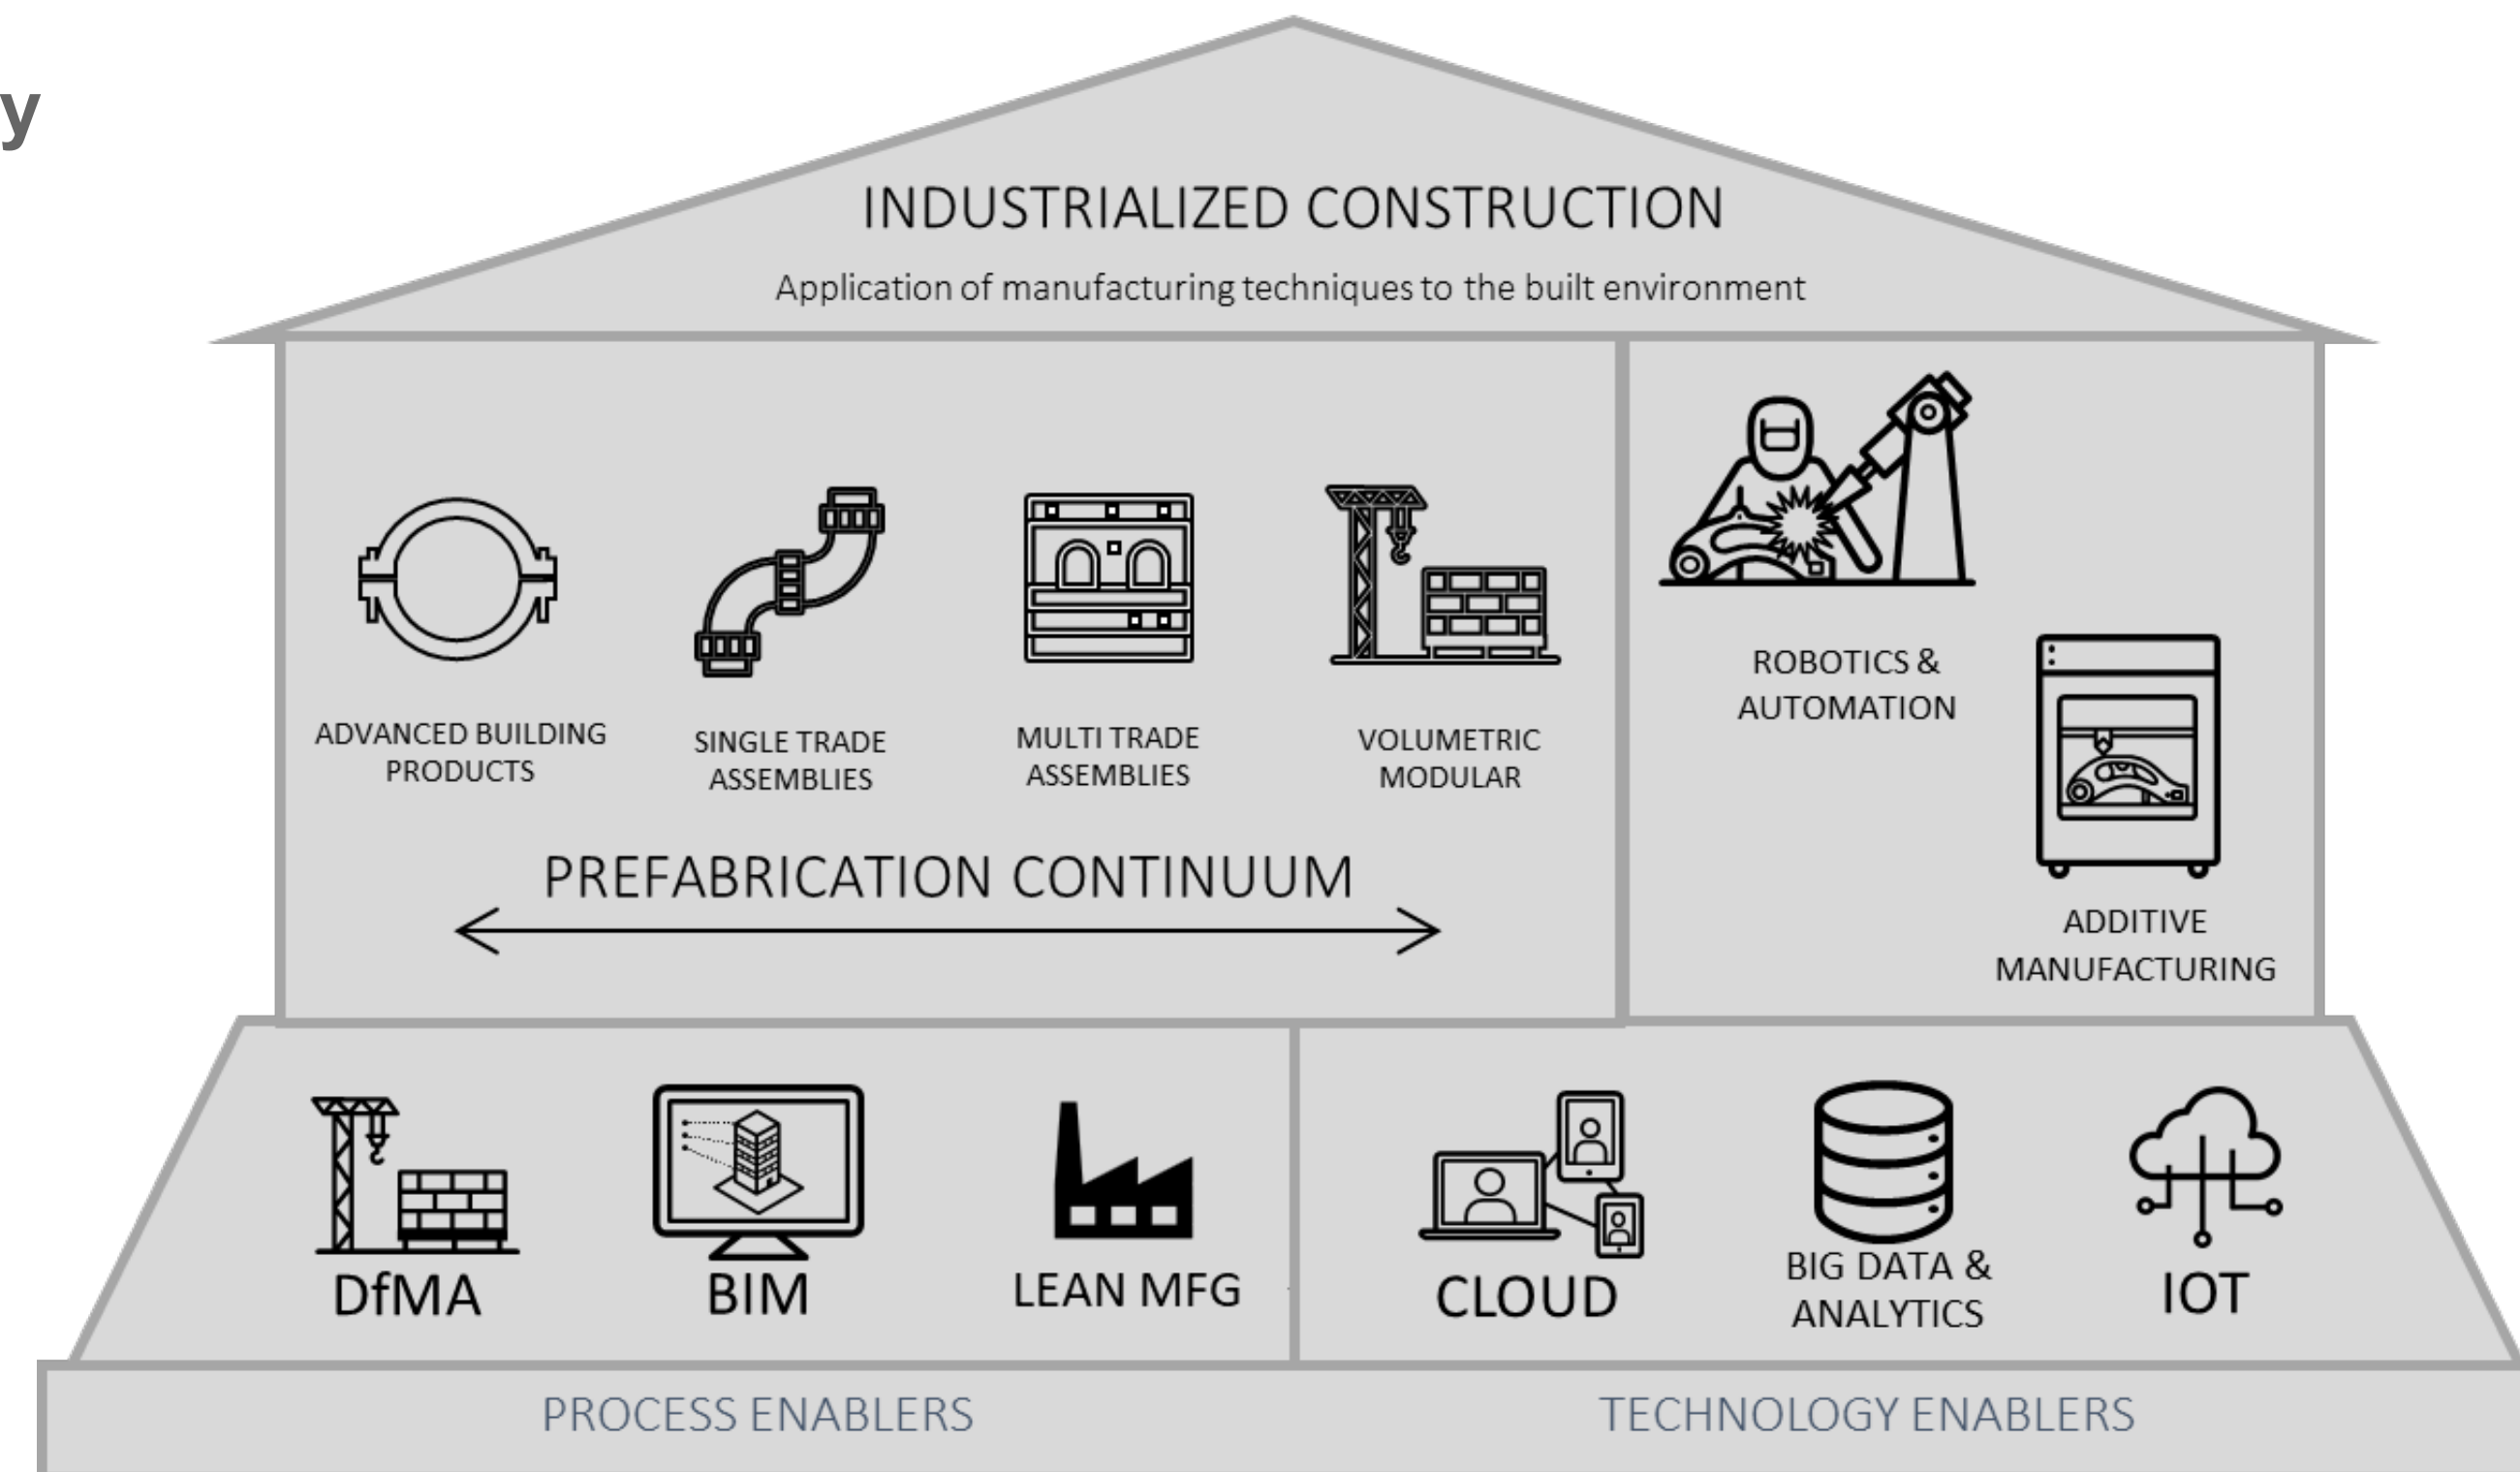 y
INDUSTRIALIZED CONSTRUCTION
Application of manufacturing techniques to the built environment
ADVANCED BUILDING
PRODUCTS
SINGLE TRADE
ASSEMBLIES
MULTI TRADE
ASSEMBLIES
VOLUMETRIC
MODULAR
PREFABRICATION CONTINUUM
ROBOTICS &
AUTOMATION
ADDITIVE
MANUFACTURING
DfMA
BIM
LEAN MFG
CLOUD
BIG DATA &
ANALYTICS
IOT
PROCESS ENABLERS
TECHNOLOGY ENABLERS